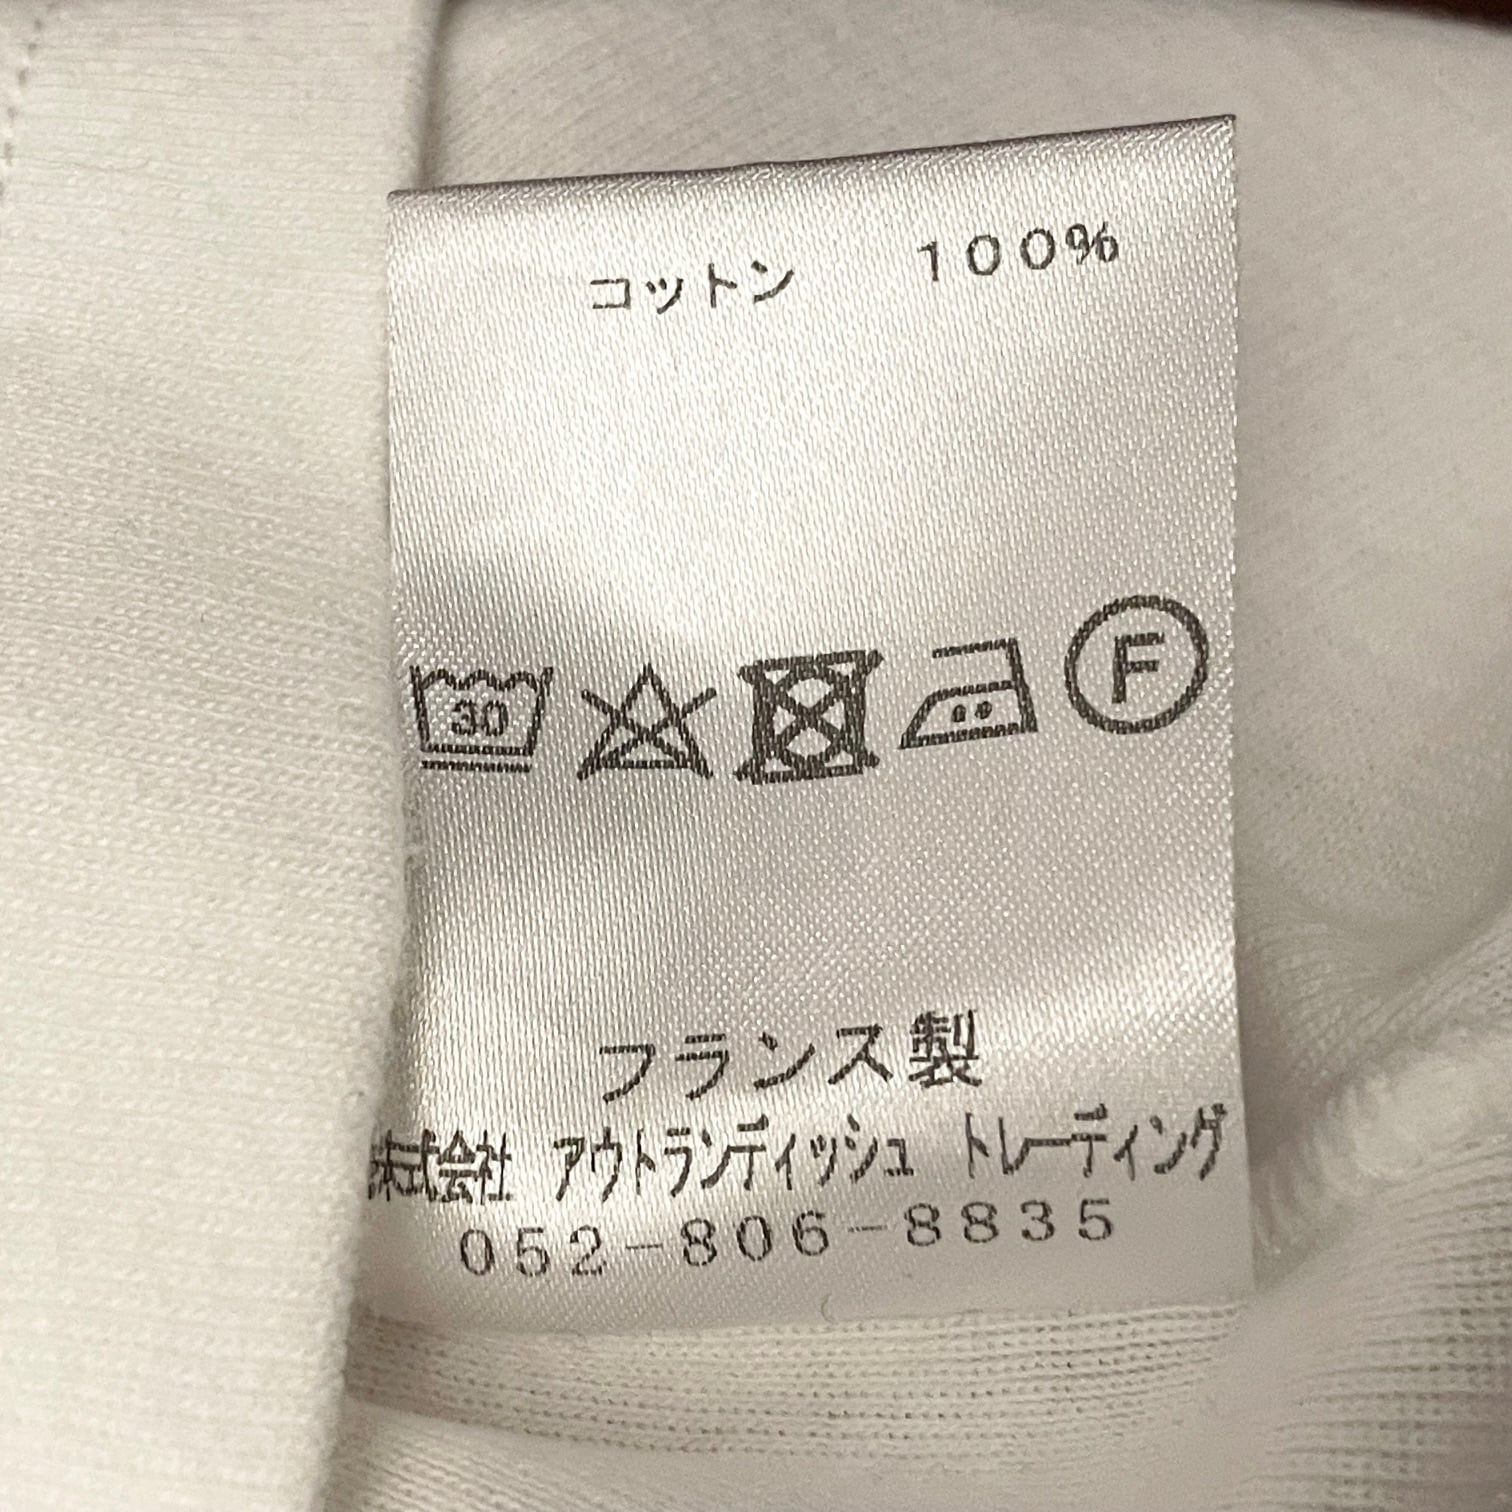 コットン 100%
30 F
フランス製
株式会社 アウトランディッシュ トレーディング
052-806-8835